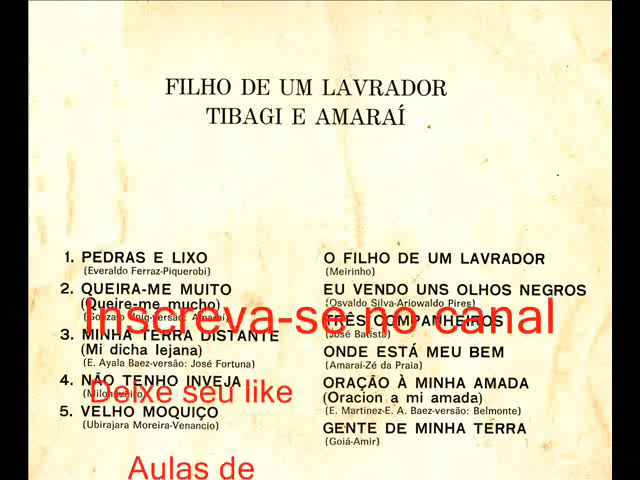 FILHO DE UM LAVRADOR
TIBAGI E AMARAÍ
1. PEDRAS E LIXO
(Everaldo Ferraz-Piquerobi)
2. QUEIRA-ME MUITO
(Queire-me mucho)
3. MINHA TERRA DISTANTE
(Mi dicha lejana)
(E. Ayala Baez-versão: José Fortuna)
4. NÃO TENHO INVEJA
5. VELHO MOQUIÇO
(Ubirajara Moreira-Venancio)
O FILHO DE UM LAVRADOR
(Meirinho)
EU VENDO UNS OLHOS NEGROS
(Osvaldo Silva-Ariowaldo Pires)
TRÊS COMPANHEIROS
(José Batista)
ONDE ESTÁ MEU BEM
(Amaraí-Zé da Praia)
ORAÇÃO À MINHA AMADA
(Oracion a mi amada)
(E. Martinez-E. A. Baez-versão: Belmonte)
GENTE DE MINHA TERRA
(Goiá-Amir)
Inscreva-se no canal
Deixe seu like
Aulas de